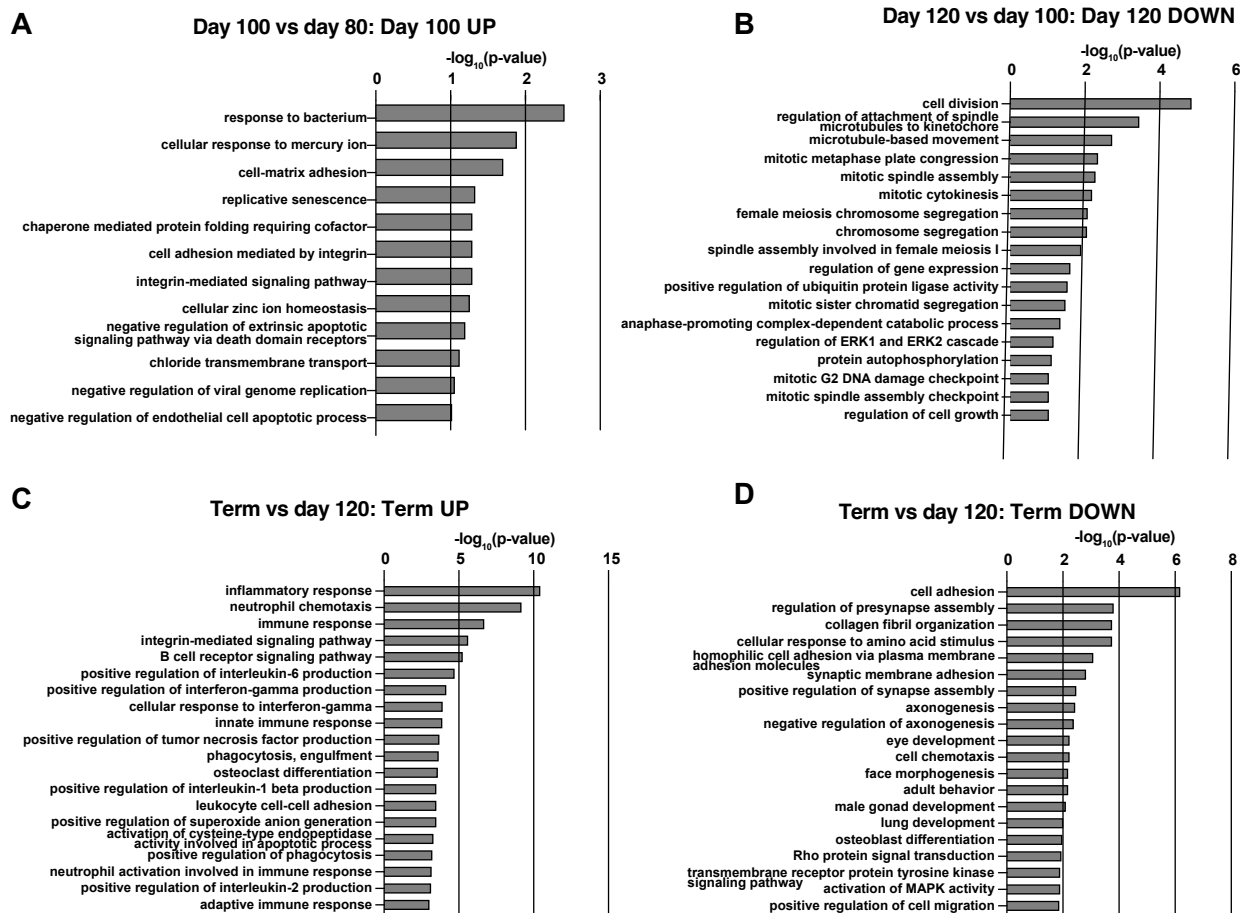 A
Day 100 vs day 80: Day 100 UP
-log10(p-value)
0 1 2 3
response to bacterium
cellular response to mercury ion
cell-matrix adhesion
replicative senescence
chaperone mediated protein folding requiring cofactor
cell adhesion mediated by integrin
integrin-mediated signaling pathway
cellular zinc ion homeostasis
negative regulation of extrinsic apoptotic
signaling pathway via death domain receptors
chloride transmembrane transport
negative regulation of viral genome replication
negative regulation of endothelial cell apoptotic process
B
Day 120 vs day 100: Day 120 DOWN
-log10(p-value)
0 2 4 6
cell division
regulation of attachment of spindle
microtubules to kinetochore
microtubule-based movement
mitotic metaphase plate congression
mitotic spindle assembly
mitotic cytokinesis
female meiosis chromosome segregation
chromosome segregation
spindle assembly involved in female meiosis I
regulation of gene expression
positive regulation of ubiquitin protein ligase activity
mitotic sister chromatid segregation
anaphase-promoting complex-dependent catabolic process
regulation of ERK1 and ERK2 cascade
protein autophosphorylation
mitotic G2 DNA damage checkpoint
mitotic spindle assembly checkpoint
regulation of cell growth
C
Term vs day 120: Term UP
-log10(p-value)
0 5 10 15
inflammatory response
neutrophil chemotaxis
immune response
integrin-mediated signaling pathway
B cell receptor signaling pathway
positive regulation of interleukin-6 production
positive regulation of interferon-gamma production
cellular response to interferon-gamma
innate immune response
positive regulation of tumor necrosis factor production
phagocytosis, engulfment
osteoclast differentiation
positive regulation of interleukin-1 beta production
leukocyte cell-cell adhesion
positive regulation of superoxide anion generation
activation of cysteine-type endopeptidase
activity involved in apoptotic process
positive regulation of phagocytosis
neutrophil activation involved in immune response
positive regulation of interleukin-2 production
adaptive immune response
D
Term vs day 120: Term DOWN
-log10(p-value)
0 2 4 6 8
cell adhesion
regulation of presynapse assembly
collagen fibril organization
cellular response to amino acid stimulus
homophilic cell adhesion via plasma membrane
adhesion molecules
synaptic membrane adhesion
positive regulation of synapse assembly
axonogenesis
negative regulation of axonogenesis
eye development
cell chemotaxis
face morphogenesis
adult behavior
male gonad development
lung development
osteoblast differentiation
Rho protein signal transduction
transmembrane receptor protein tyrosine kinase
signaling pathway
activation of MAPK activity
positive regulation of cell migration